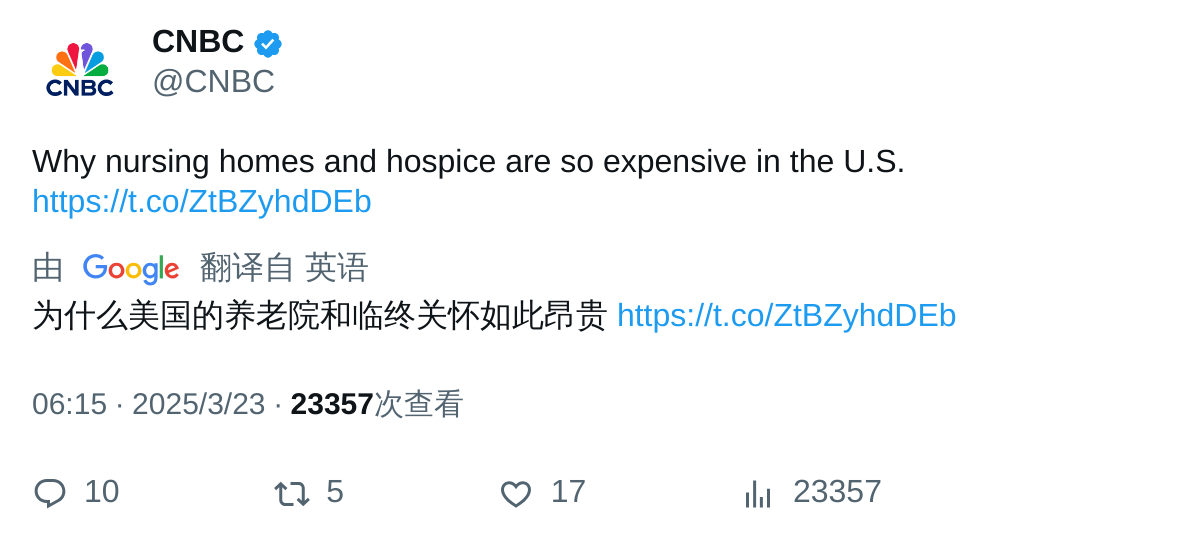 CNBC
CNBC
@CNBC
Why nursing homes and hospice are so expensive in the U.S.
https://t.co/ZtBZyhdDEb
由 Google 翻译自 英语
为什么美国的养老院和临终关怀如此昂贵 https://t.co/ZtBZyhdDEb
06:15 · 2025/3/23 · 23357次查看
10 5 17 23357